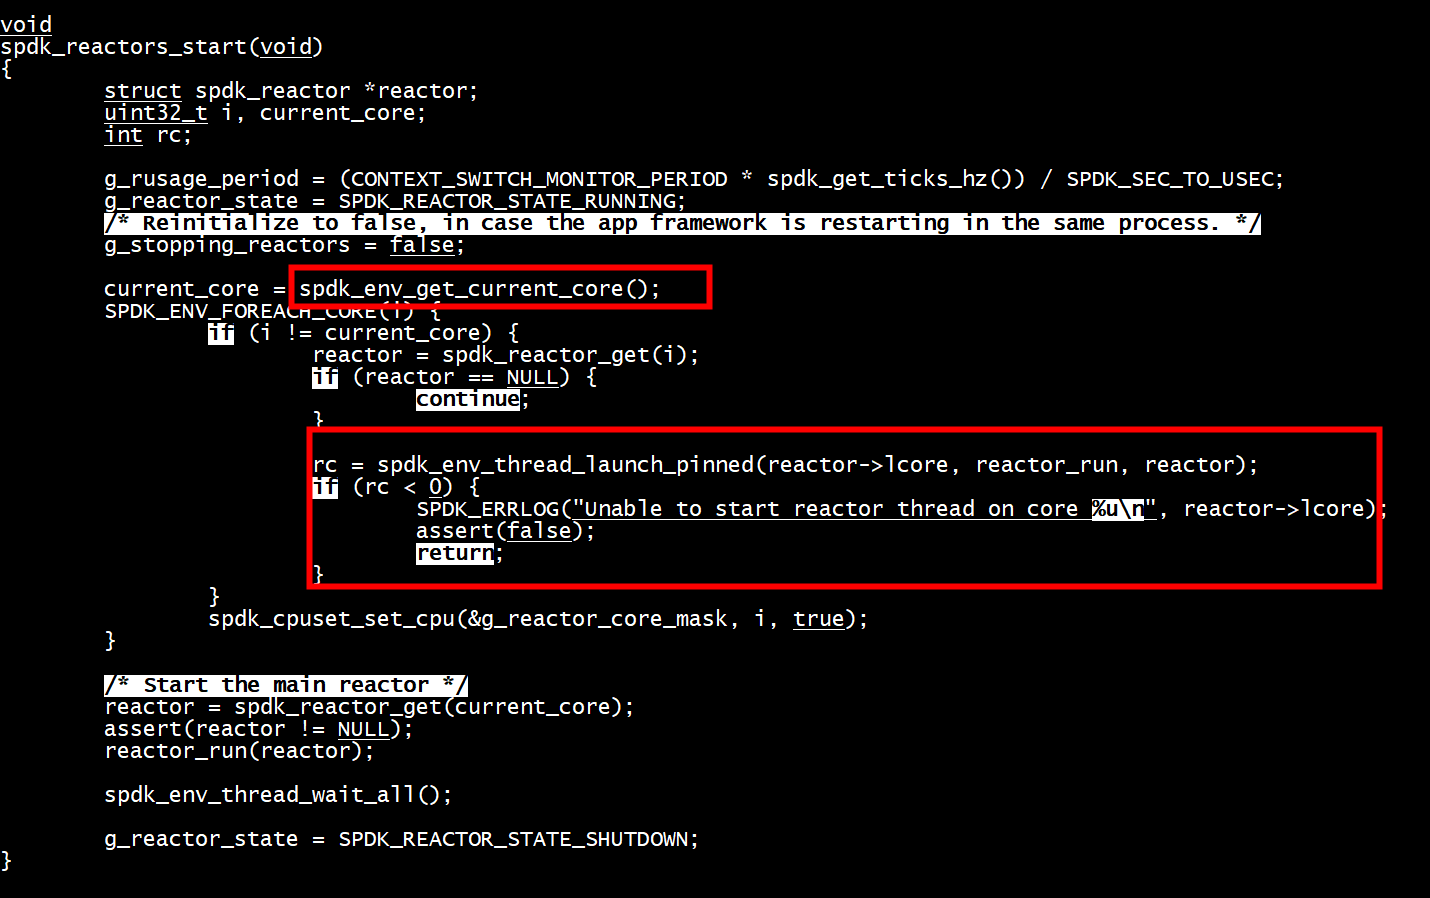 void
spdk_reactors_start(void)
{
struct spdk_reactor *reactor;
uint32_t i, current_core;
int rc;
g_rusage_period = (CONTEXT_SWITCH_MONITOR_PERIOD * spdk_get_ticks_hz()) / SPDK_SEC_TO_USEC;
g_reactor_state = SPDK_REACTOR_STATE_RUNNING;
/* Reinitialize to false, in case the app framework is restarting in the same process. */
g_stopping_reactors = false;
current_core = spdk_env_get_current_core();
SPDK_ENV_FOREACH_CORE(i) {
if (i != current_core) {
reactor = spdk_reactor_get(i);
if (reactor == NULL) {
continue;
}
rc = spdk_env_thread_launch_pinned(reactor->lcore, reactor_run, reactor);
if (rc < 0) {
SPDK_ERRLOG("Unable to start reactor thread on core %u\n", reactor->lcore);
assert(false);
return;
}
}
spdk_cpuset_set_cpu(&g_reactor_core_mask, i, true);
}
/* Start the main reactor */
reactor = spdk_reactor_get(current_core);
assert(reactor != NULL);
reactor_run(reactor);
spdk_env_thread_wait_all();
g_reactor_state = SPDK_REACTOR_STATE_SHUTDOWN;
}